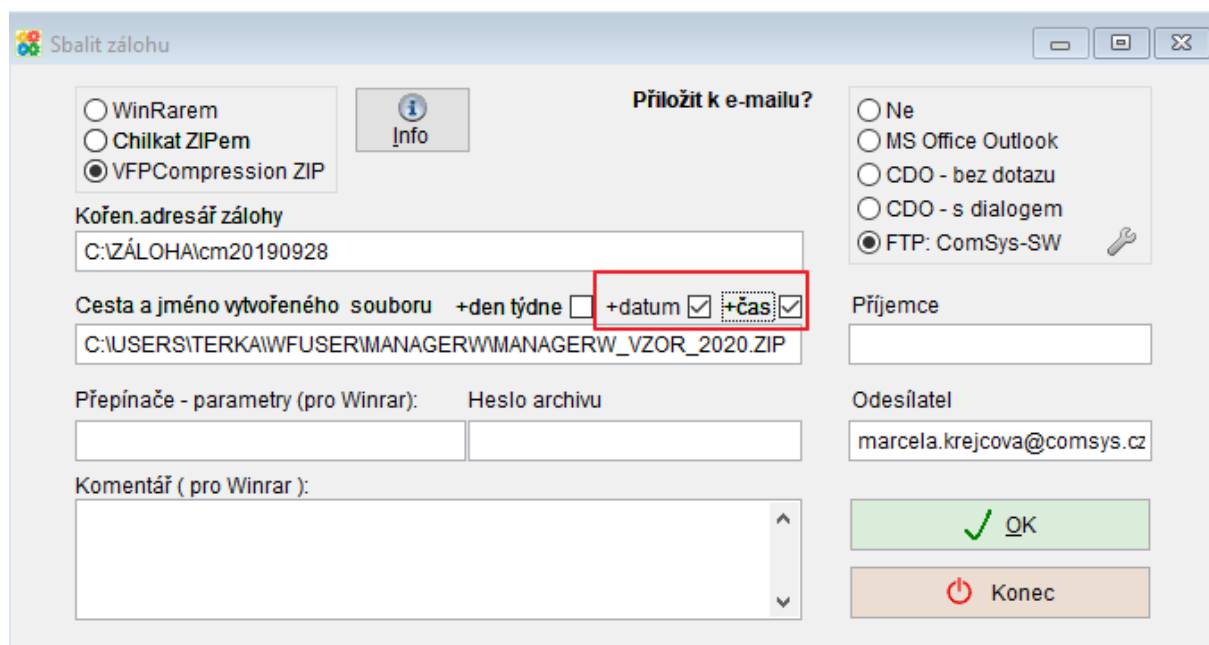 Sbalit zálohu
WinRarem
Chilkat ZIPem
VFPCompression ZIP
Info
Přiložit k e-mailu?
Ne
MS Office Outlook
CDO - bez dotazu
CDO - s dialogem
FTP: ComSys-SW
Kořen.adresář zálohy
C:\ZÁLOHA\cm20190928
Cesta a jméno vytvořeného souboru +den týdne +datum +čas
C:\USERS\TERKA\WFUSER\MANAGERW\MANAGERW_VZOR_2020.ZIP
Příjemce
Přepínače - parametry (pro Winrar): Heslo archivu
Odesílatel
marcela.krejcova@comsys.cz
Komentář ( pro Winrar ):
OK
Konec